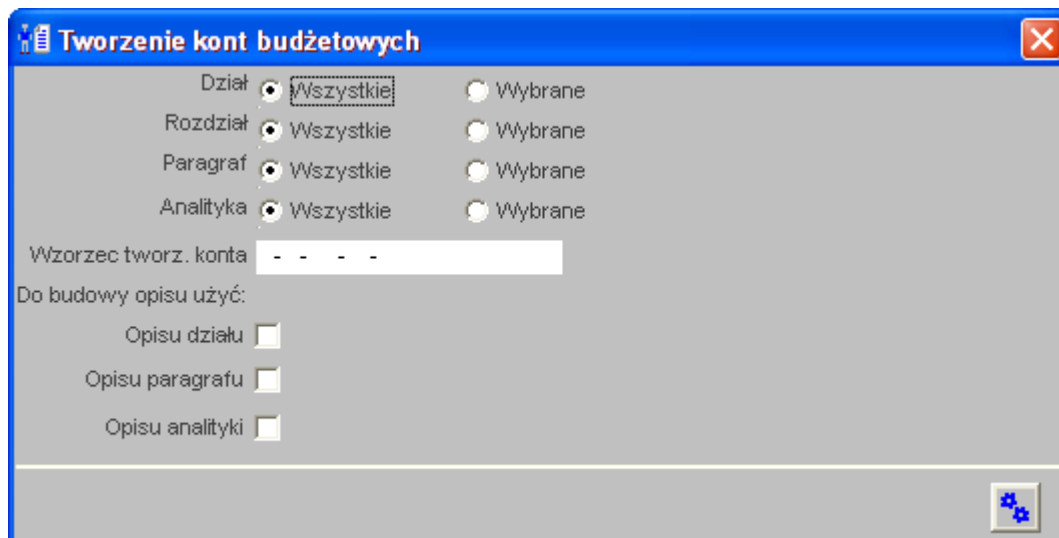 Tworzenie kont budżetowych
Dział Wszystkie Wybrane
Rozdział Wszystkie Wybrane
Paragraf Wszystkie Wybrane
Analityka Wszystkie Wybrane
Wzorzec tworz. konta - - - -
Do budowy opisu użyć:
Opisu działu
Opisu paragrafu
Opisu analityki